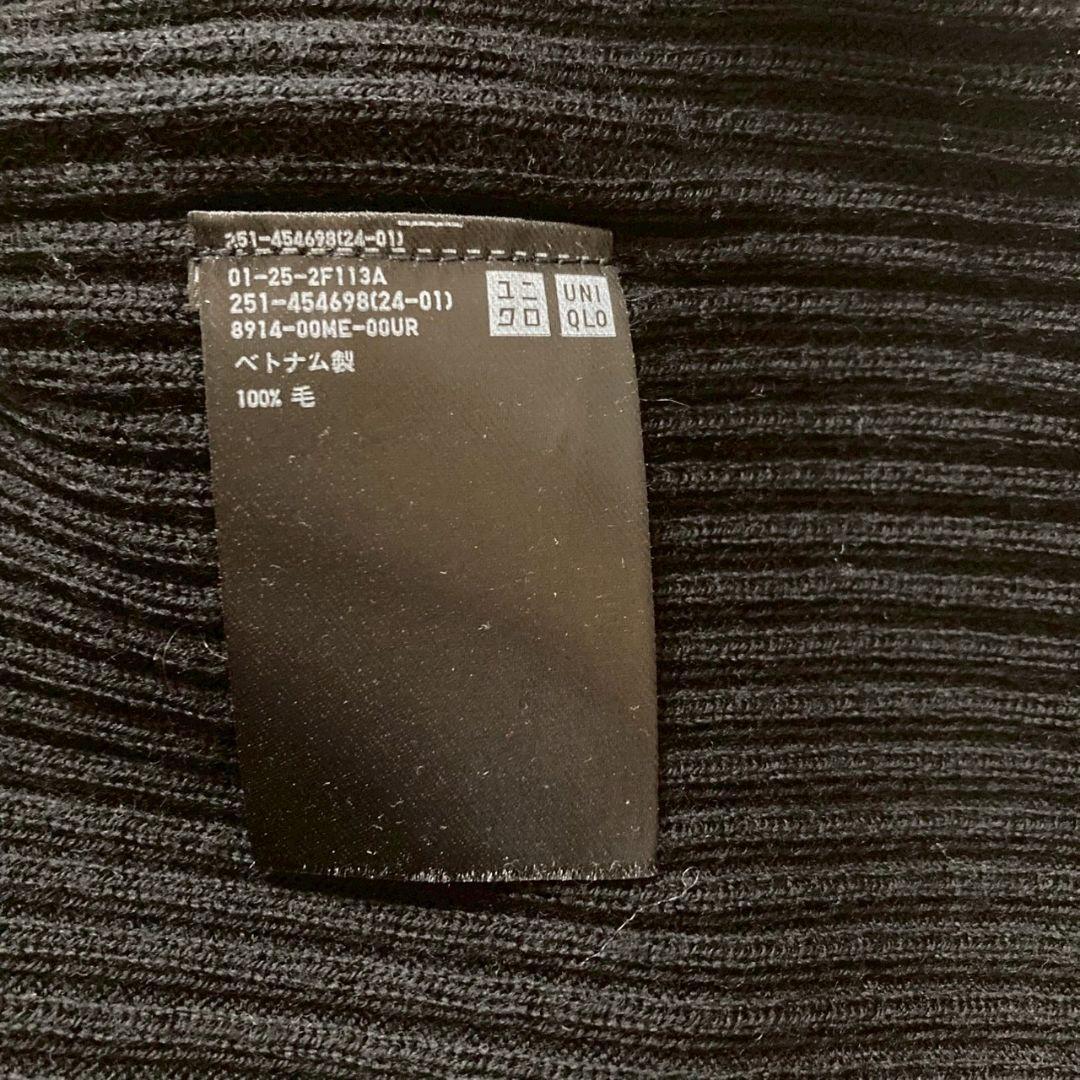 251-454698(24-01)
01-25-2F113A
251-454698(24-01)
8914-00ME-00UR
ベトナム製
100% 毛
ユニ
クロ
UNI
QLO